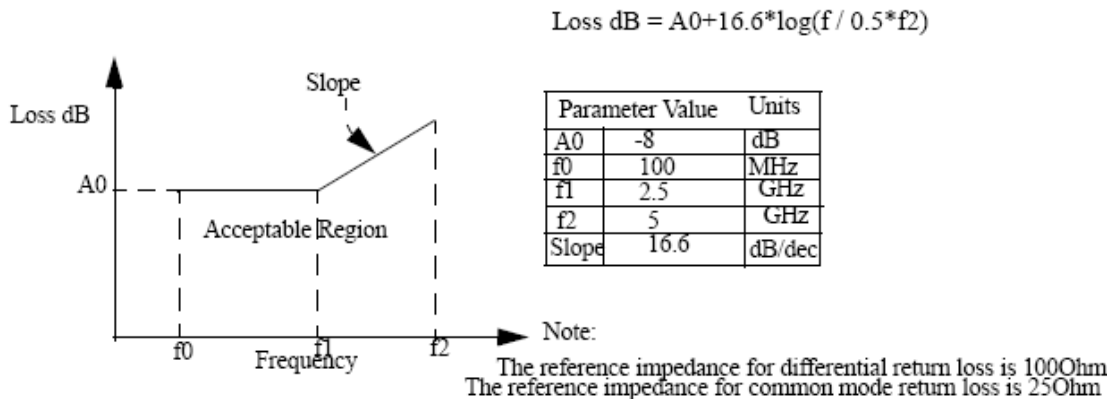 Loss dB = A0+16.6*log(f / 0.5*f2)
Slope
Loss dB
A0
Acceptable Region
f0
f1
f2
Frequency
Parameter Value Units
A0 -8 dB
f0 100 MHz
f1 2.5 GHz
f2 5 GHz
Slope 16.6 dB/dec
Note:
The reference impedance for differential return loss is 100Ohm
The reference impedance for common mode return loss is 25Ohm